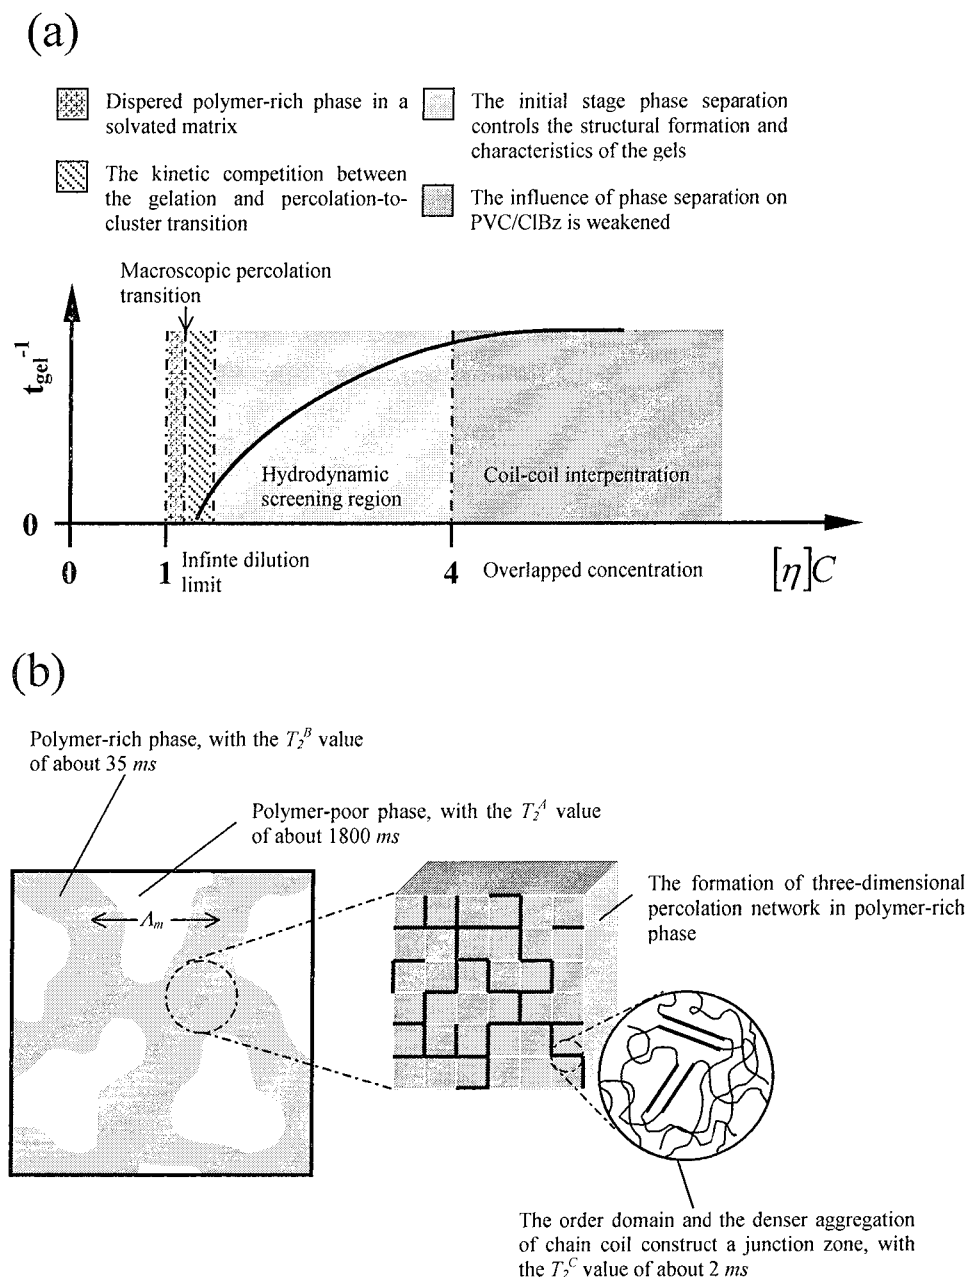 (a)
Dispered polymer-rich phase in a
solvated matrix
The kinetic competition between
the gelation and percolation-to-
cluster transition
The initial stage phase separation
controls the structural formation and
characteristics of the gels
The influence of phase separation on
PVC/ClBz is weakened
Macroscopic percolation
transition
t_gel^-1
Hydrodynamic
screening region
Coil-coil interpentration
0
0
1
Infinte dilution
limit
4
Overlapped concentration
[η]C
(b)
Polymer-rich phase, with the T₂ᴮ value
of about 35 ms
Polymer-poor phase, with the T₂ᴬ value
of about 1800 ms
Λₘ
The formation of three-dimensional
percolation network in polymer-rich
phase
The order domain and the denser aggregation
of chain coil construct a junction zone, with
the T₂ᶜ value of about 2 ms